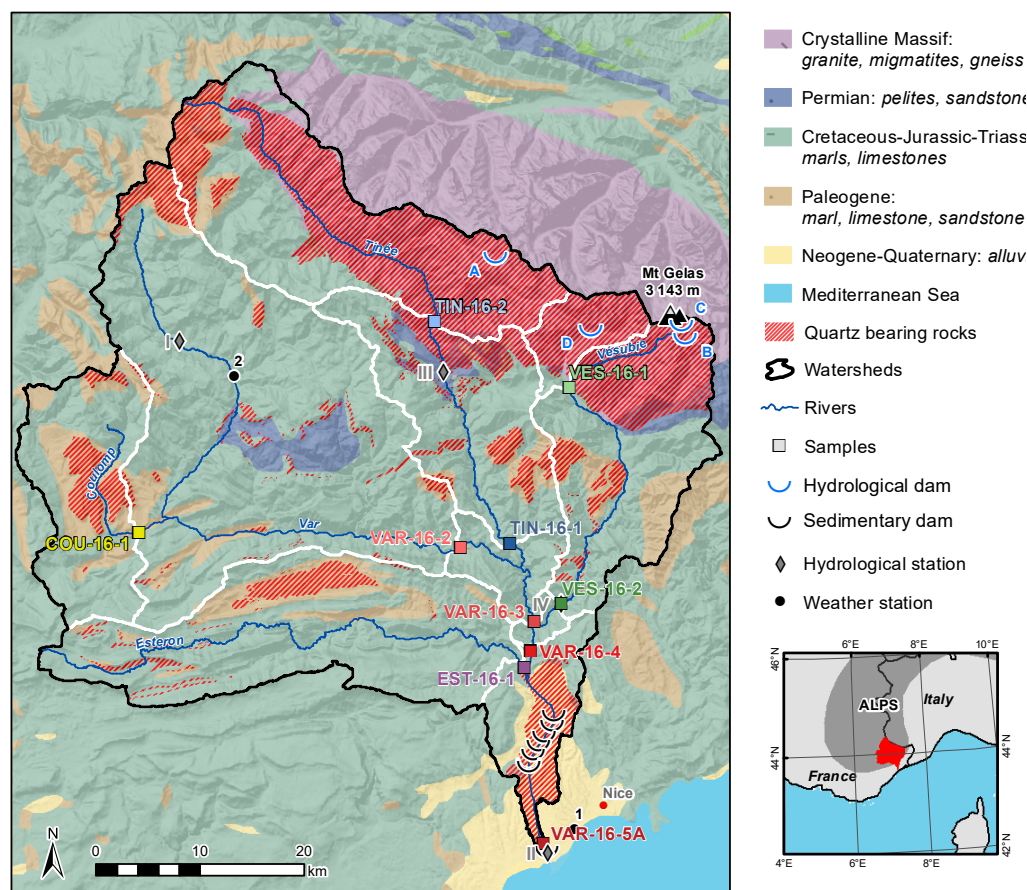 Crystalline Massif:
granite, migmatites, gneiss
Permian: pelites, sandstone
Cretaceous-Jurassic-Triass
marls, limestones
Paleogene:
marl, limestone, sandstone
Neogene-Quaternary: alluv
Mediterranean Sea
Quartz bearing rocks
Watersheds
Rivers
Samples
Hydrological dam
Sedimentary dam
Hydrological station
Weather station
Tinée
A
Mt Gelas
3 143 m
C
TIN-16-2
D
B
Vésubie
I
2
III
VES-16-1
Coulomp
Var
COU-16-1
VAR-16-2
TIN-16-1
VES-16-2
IV
VAR-16-3
Esteron
VAR-16-4
EST-16-1
Nice
1
VAR-16-5A
II
N
0 10 20
km
6°E 8°E 10°E
46°N
ALPS
Italy
44°N
44°N
France
42°N
4°E 6°E 8°E